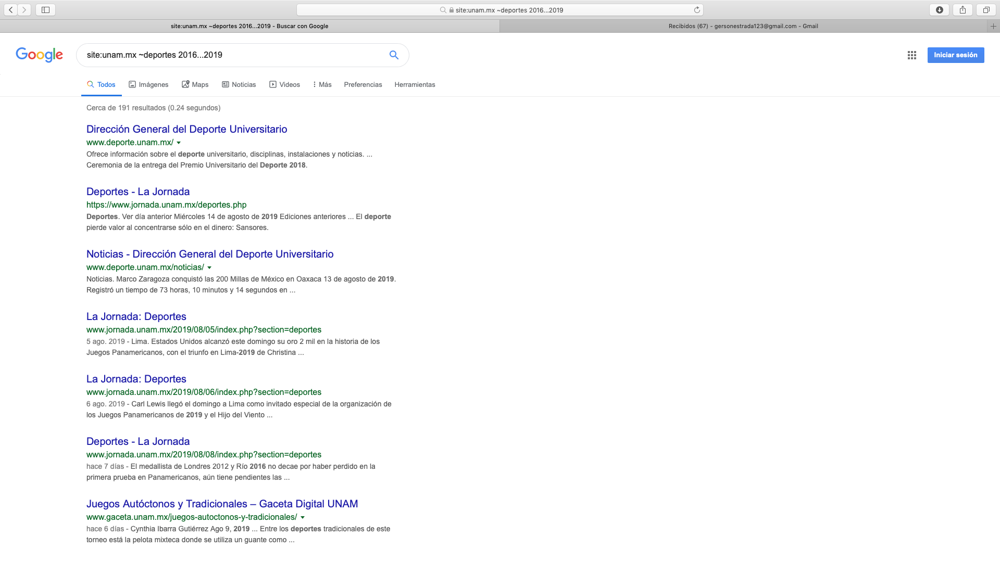 site:unam.mx ~deportes 2016...2019
site:unam.mx ~deportes 2016...2019 - Buscar con Google
Recibidos (67) - gersonestrada123@gmail.com - Gmail
Google
site:unam.mx ~deportes 2016...2019
Iniciar sesión
Todos Imágenes Maps Noticias Videos Más Preferencias Herramientas
Cerca de 191 resultados (0.24 segundos)
Dirección General del Deporte Universitario
www.deporte.unam.mx/
Ofrece información sobre el deporte universitario, disciplinas, instalaciones y noticias. ...
Ceremonia de la entrega del Premio Universitario del Deporte 2018.
Deportes - La Jornada
https://www.jornada.unam.mx/deportes.php
Deportes. Ver día anterior Miércoles 14 de agosto de 2019 Ediciones anteriores ... El deporte
pierde valor al concentrarse sólo en el dinero: Sansores.
Noticias - Dirección General del Deporte Universitario
www.deporte.unam.mx/noticias/
Noticias. Marco Zaragoza conquistó las 200 Millas de México en Oaxaca 13 de agosto de 2019.
Registró un tiempo de 73 horas, 10 minutos y 14 segundos en ...
La Jornada: Deportes
www.jornada.unam.mx/2019/08/05/index.php?section=deportes
5 ago. 2019 - Lima. Estados Unidos alcanzó este domingo su oro 2 mil en la historia de los
Juegos Panamericanos, con el triunfo en Lima-2019 de Christina ...
La Jornada: Deportes
www.jornada.unam.mx/2019/08/06/index.php?section=deportes
6 ago. 2019 - Carl Lewis llegó el domingo a Lima como invitado especial de la organización de
los Juegos Panamericanos de 2019 y el Hijo del Viento ...
Deportes - La Jornada
www.jornada.unam.mx/2019/08/08/index.php?section=deportes
hace 7 días - El medallista de Londres 2012 y Río 2016 no decae por haber perdido en la
primera prueba en Panamericanos, aún tiene pendientes las ...
Juegos Autóctonos y Tradicionales – Gaceta Digital UNAM
www.gaceta.unam.mx/juegos-autoctonos-y-tradicionales/
hace 6 días - Cynthia Ibarra Gutiérrez Ago 9, 2019 ... Entre los deportes tradicionales de este
torneo está la pelota mixteca donde se utiliza un guante como ...